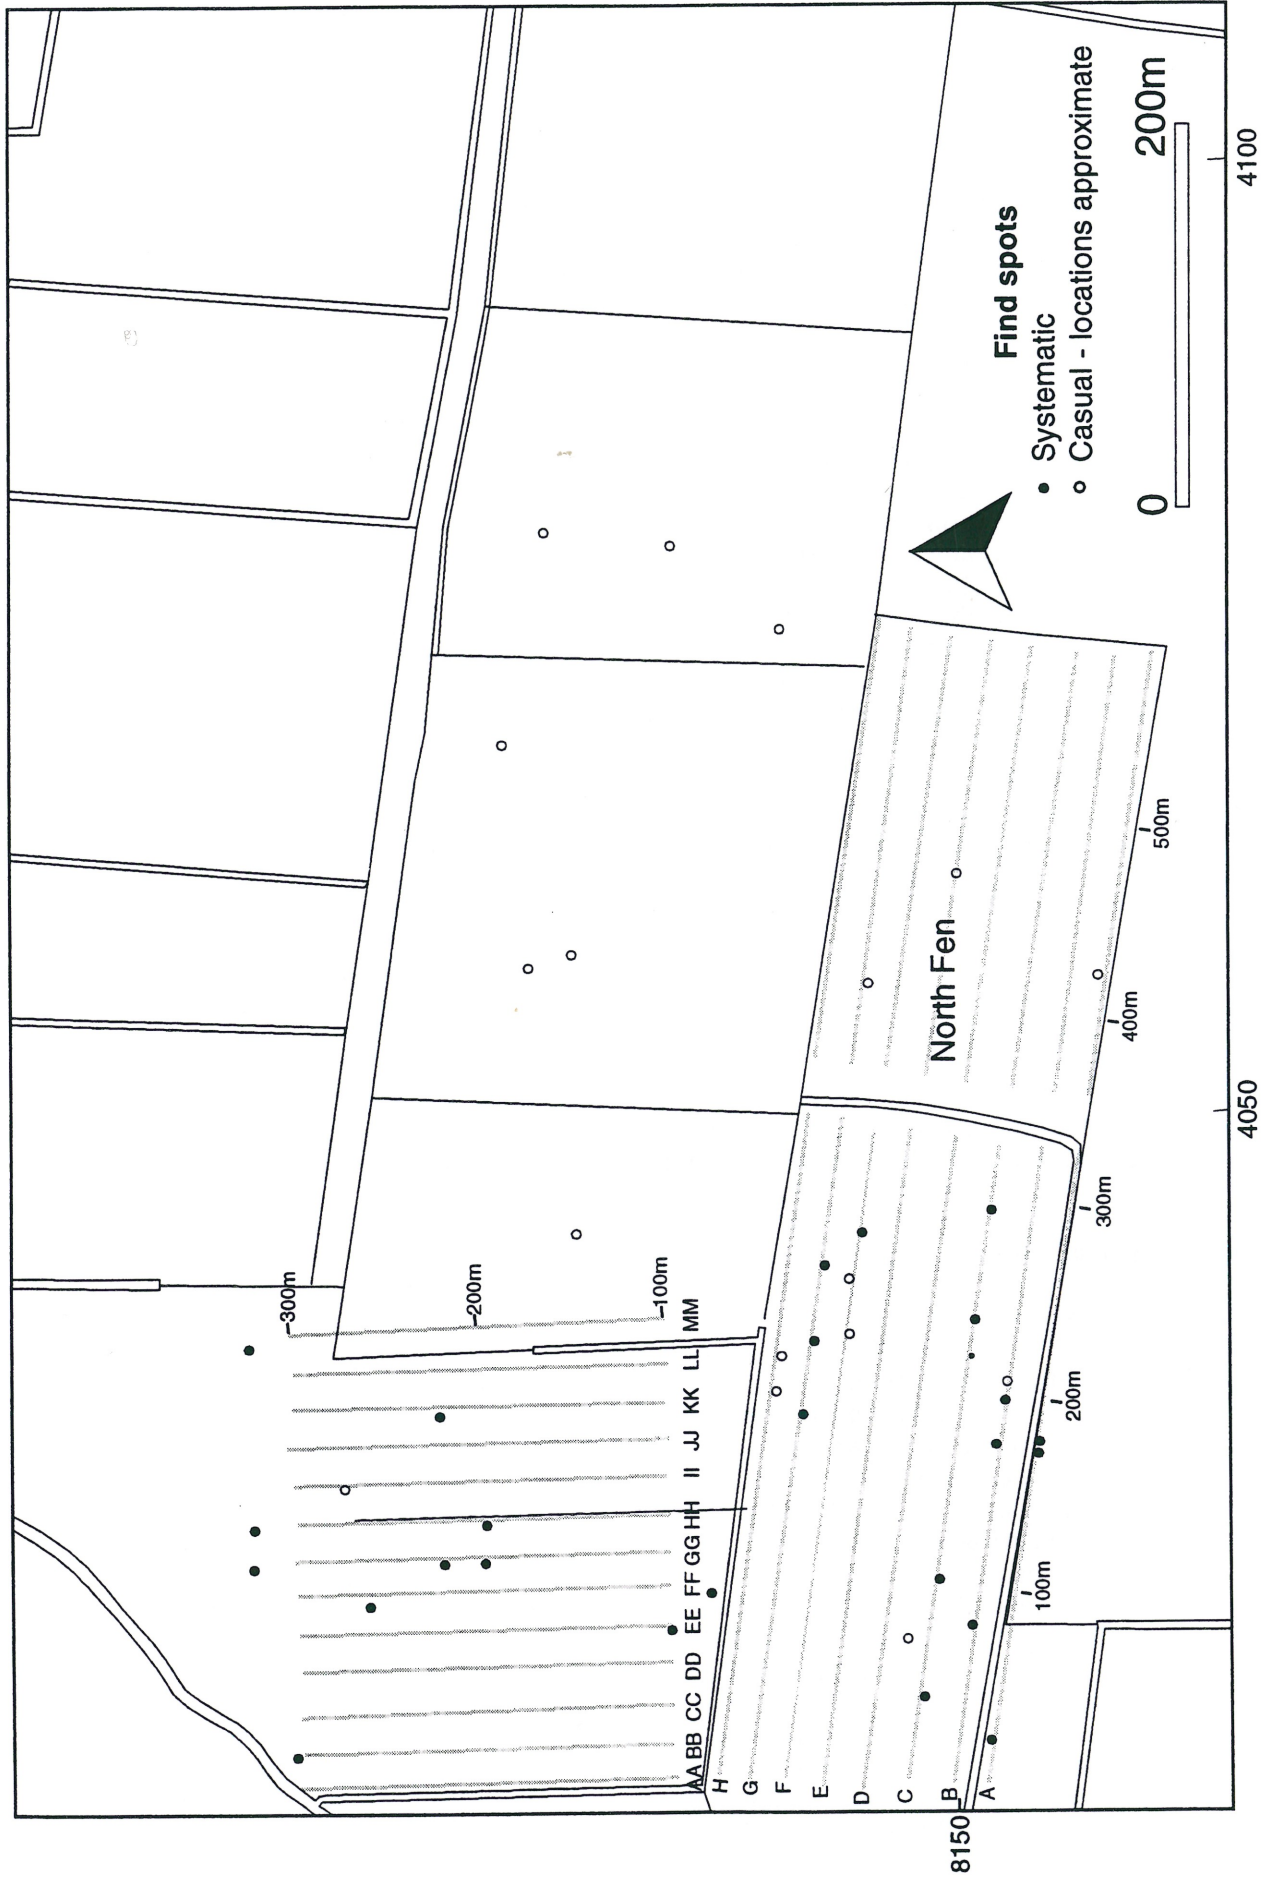 Find spots
Systematic
Casual - locations approximate
0 200m
North Fen
300m
200m
100m
AA BB CC DD EE FF GG HH II JJ KK LL MM
H
G
F
E
D
C
B
A
100m
200m
300m
400m
500m
8150
4050
4100